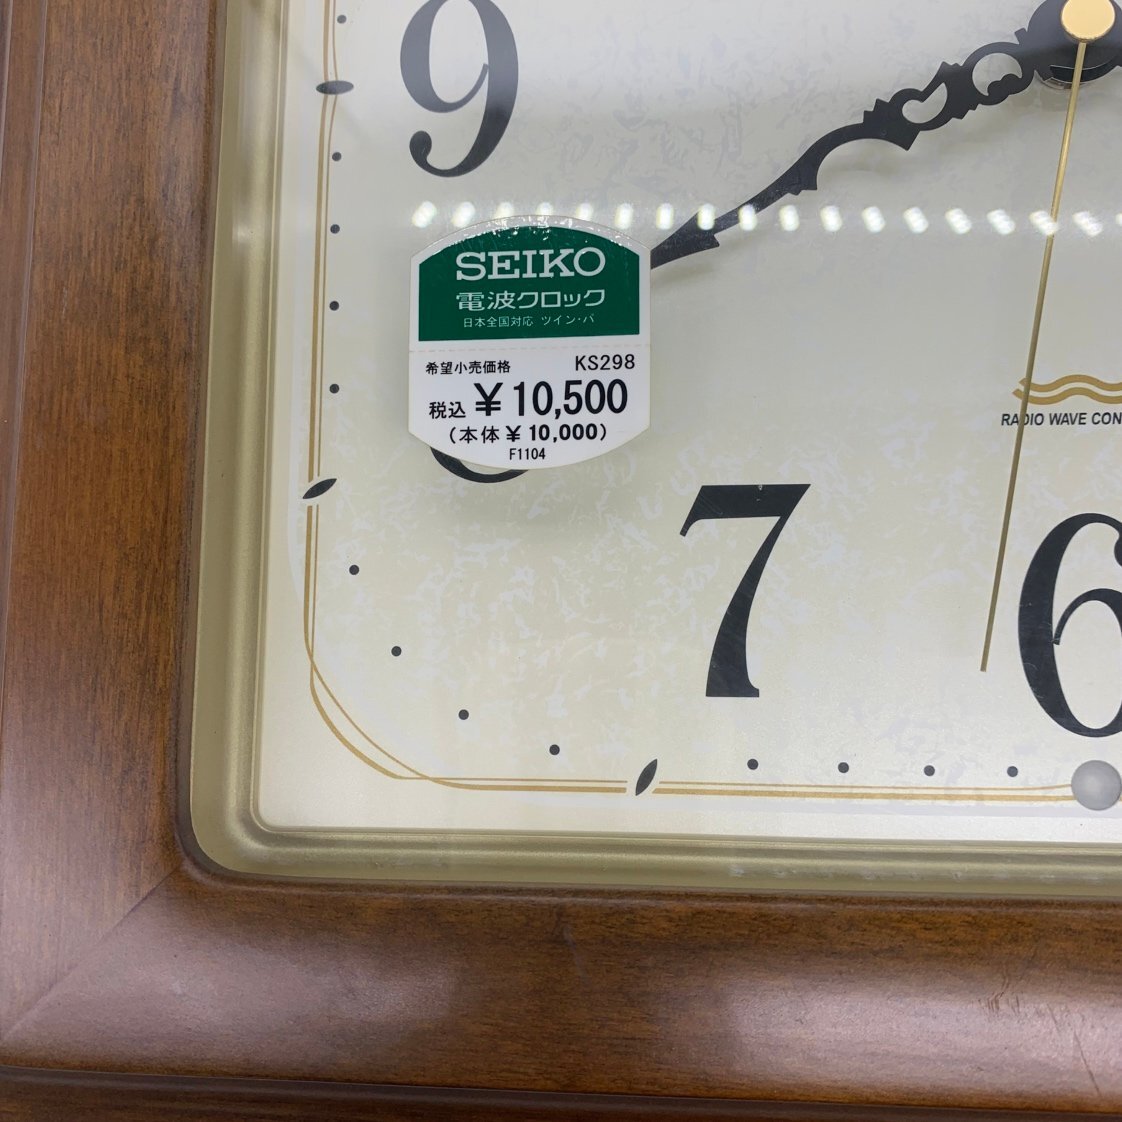 9
SEIKO
電波クロック
日本全国対応 ツイン・パ
希望小売価格 KS298
税込 ¥10,500
(本体¥10,000)
F1104
RADIO WAVE CON
7
6